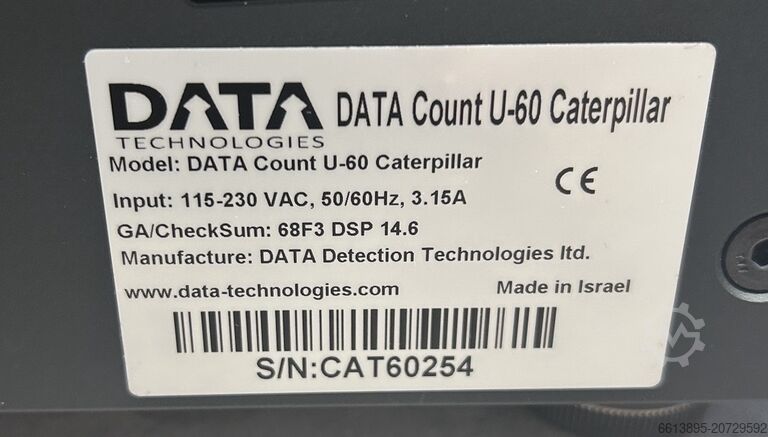 DATA
TECHNOLOGIES
DATA Count U-60 Caterpillar
Model: DATA Count U-60 Caterpillar
Input: 115-230 VAC, 50/60Hz, 3.15A
CE
GA/CheckSum: 68F3 DSP 14.6
Manufacture: DATA Detection Technologies ltd.
www.data-technologies.com
Made in Israel
S/N:CAT60254
6613895-20729592